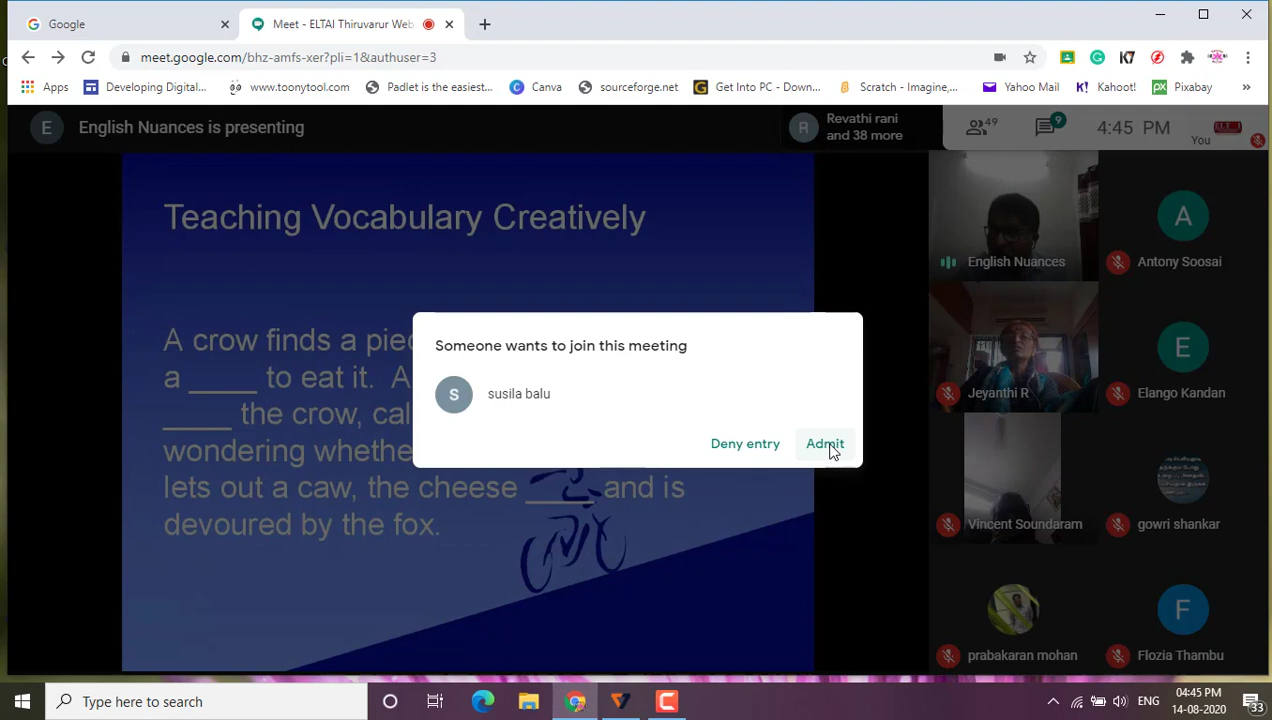 Google
Meet - ELTAI Thiruvarur Web
meet.google.com/bhz-amfs-xer?pli=1&authuser=3
Apps
Developing Digital...
www.tonytool.com
Padlet is the easiest...
Canva
sourceforge.net
Get Into PC - Down...
Scratch - Imagine,...
Yahoo Mail
Kahoot!
Pixabay
E
English Nuances is presenting
R
Revathi rani
and 38 more
49
9
4:45 PM
You
Teaching Vocabulary Creatively
A crow finds a pie
a ____ to eat it. A
____ the crow, cal
wondering whethe
lets out a caw, the cheese ____ and is
devoured by the fox.
Someone wants to join this meeting
S
susila balu
Deny entry
Admit
English Nuances
A
Antony Soosai
Jeyanthi R
E
Elango Kandan
Vincent Soundaram
gowri shankar
prabakaran mohan
F
Flozia Thambu
Type here to search
ENG
04:45 PM
14-08-2020
33